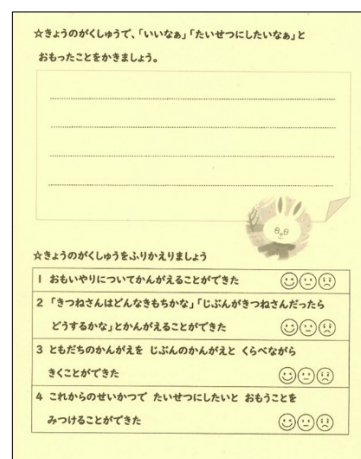 ☆きょうのがくしゅうで、「いいなぁ」「たいせつにしたいなぁ」と
おもったことをかきましょう。
☆きょうのがくしゅうをふりかえりましょう
1 おもいやりについてかんがえることができた
2 「きつねさんはどんなきもちかな」「じぶんがきつねさんだったら
どうするかな」とかんがえることができた
3 ともだちのかんがえを じぶんのかんがえと くらべながら
きくことができた
4 これからのせいかつで たいせつにしたいと おもうことを
みつけることができた